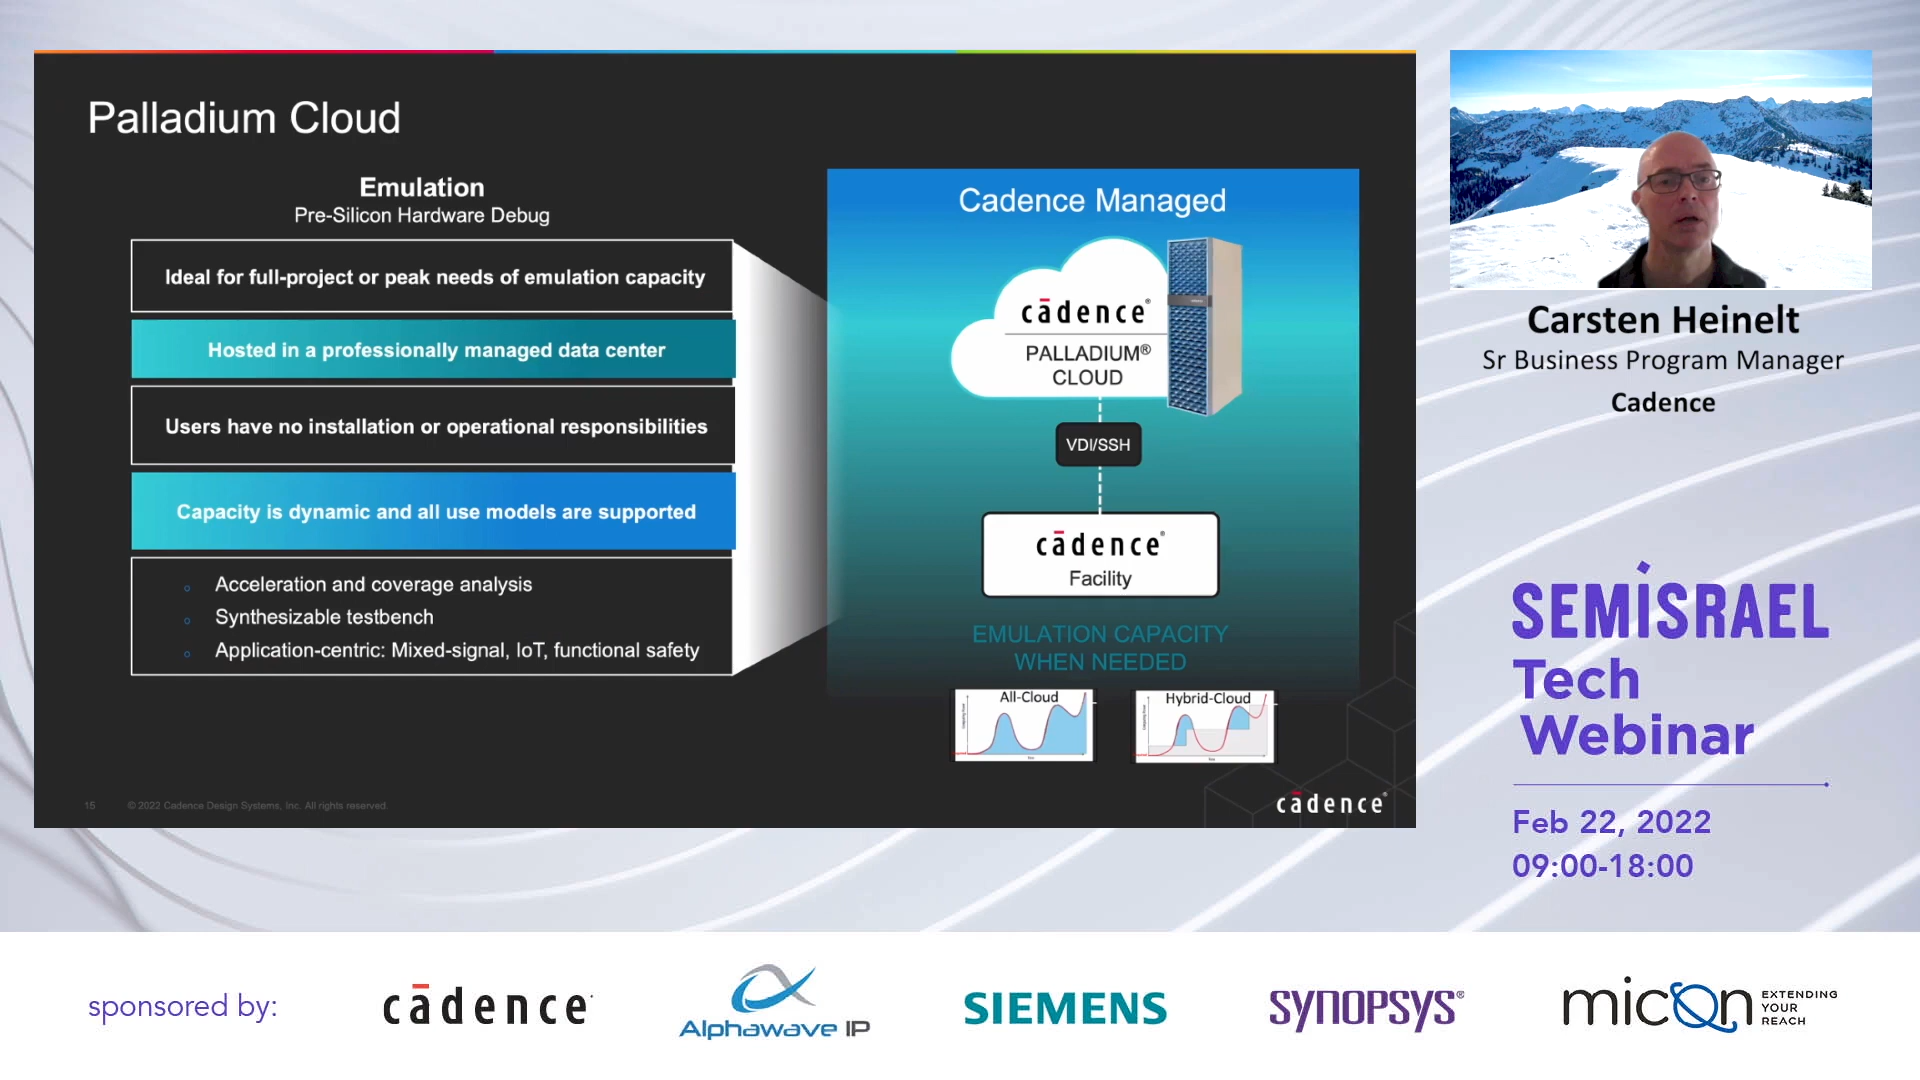 Palladium Cloud
Emulation
Pre-Silicon Hardware Debug
Ideal for full-project or peak needs of emulation capacity
Hosted in a professionally managed data center
Users have no installation or operational responsibilities
Capacity is dynamic and all use models are supported
Acceleration and coverage analysis
Synthesizable testbench
Application-centric: Mixed-signal, IoT, functional safety
Cadence Managed
cādence®
PALLADIUM®
CLOUD
VDI/SSH
cādence®
Facility
EMULATION CAPACITY
WHEN NEEDED
All-Cloud
Hybrid-Cloud
15 © 2022 Cadence Design Systems, Inc. All rights reserved.
cādence®
Carsten Heinelt
Sr Business Program Manager
Cadence
SEMISRAEL
Tech
Webinar
Feb 22, 2022
09:00-18:00
sponsored by:
cādence
Alphawave IP
SIEMENS
SYNOPSYS®
micon
EXTENDING
YOUR
REACH